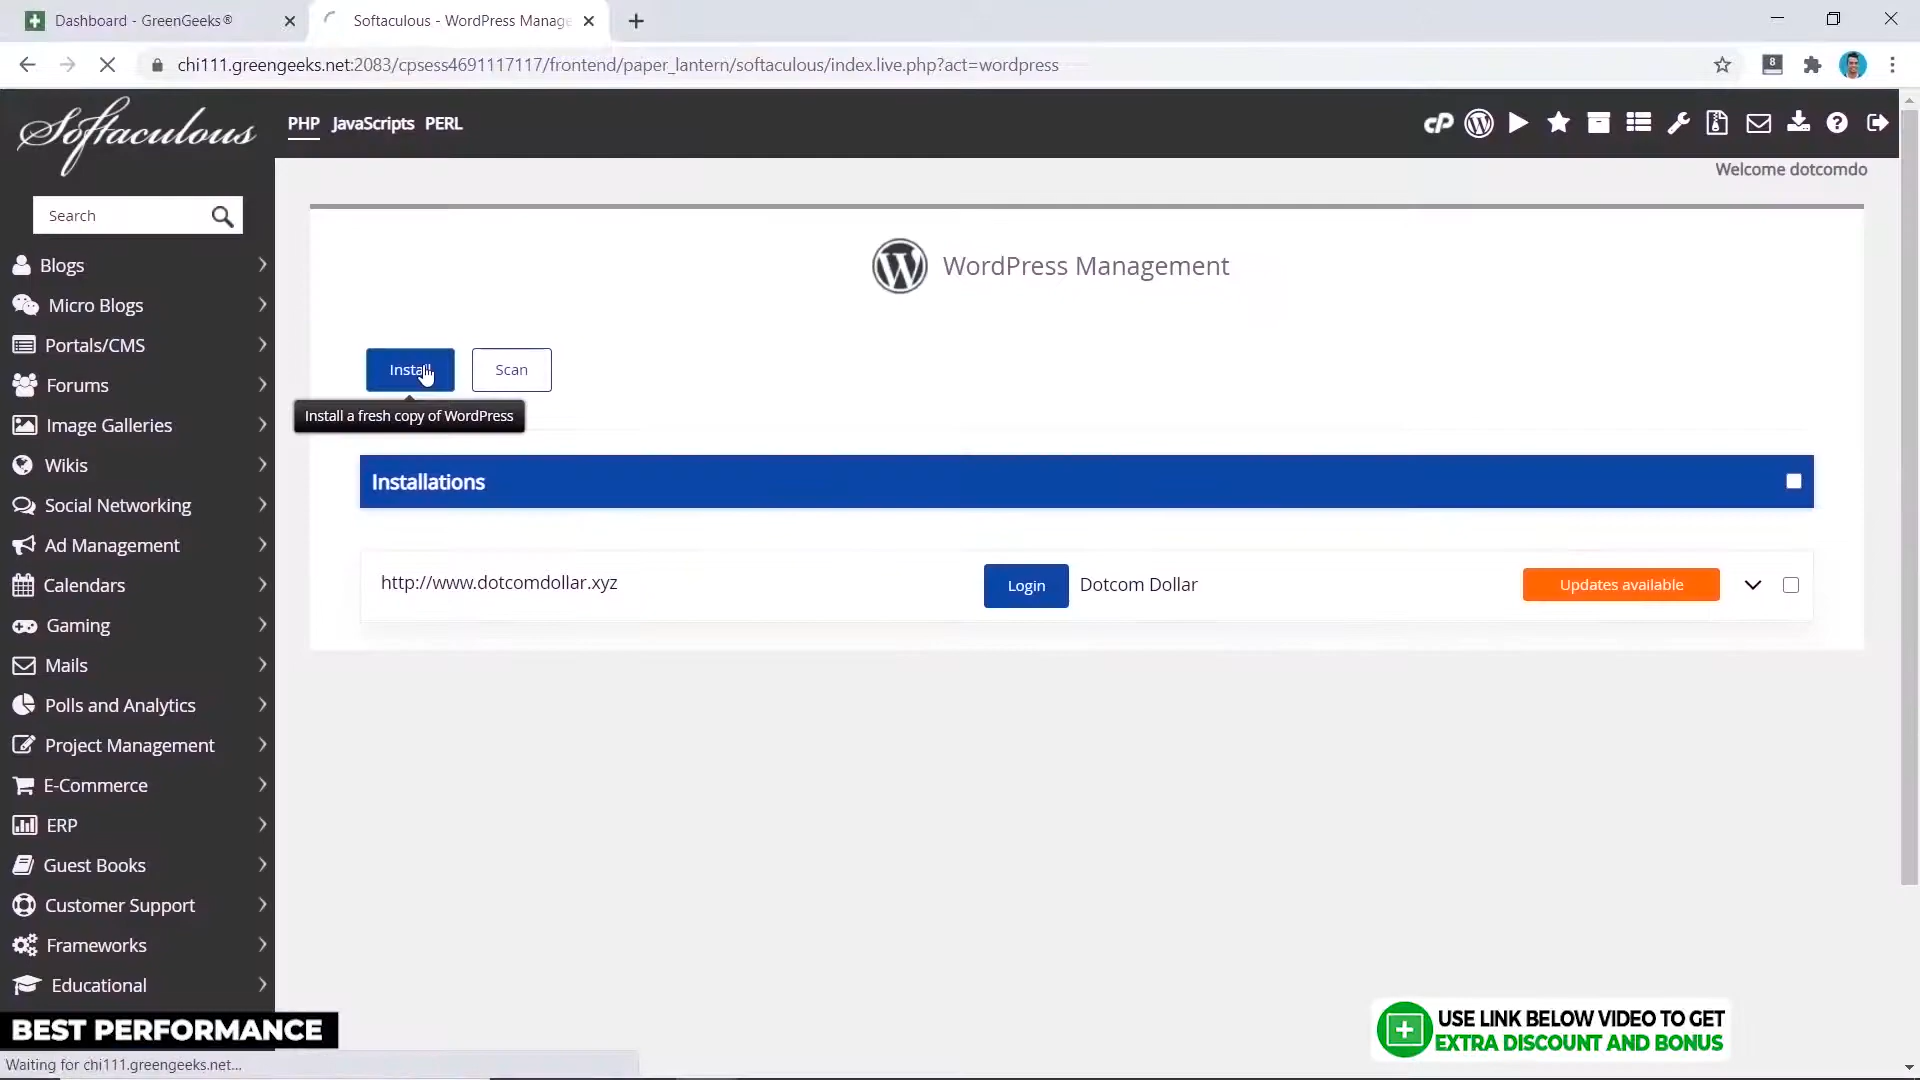 Dashboard - GreenGeeks®
Softaculous - WordPress Manage
chi111.greengeeks.net:2083/cpsess4691117117/frontend/paper_lantern/softaculous/index.live.php?act=wordpress
8
Softaculous
PHP JavaScripts PERL
cP
Welcome dotcomdo
Search
Blogs
Micro Blogs
Portals/CMS
Forums
Image Galleries
Wikis
Social Networking
Ad Management
Calendars
Gaming
Mails
Polls and Analytics
Project Management
E-Commerce
ERP
Guest Books
Customer Support
Frameworks
Educational
WordPress Management
Install Scan
Install a fresh copy of WordPress
Installations
http://www.dotcomdollar.xyz Login Dotcom Dollar Updates available
BEST PERFORMANCE
USE LINK BELOW VIDEO TO GET
EXTRA DISCOUNT AND BONUS
Waiting for chi111.greengeeks.net...